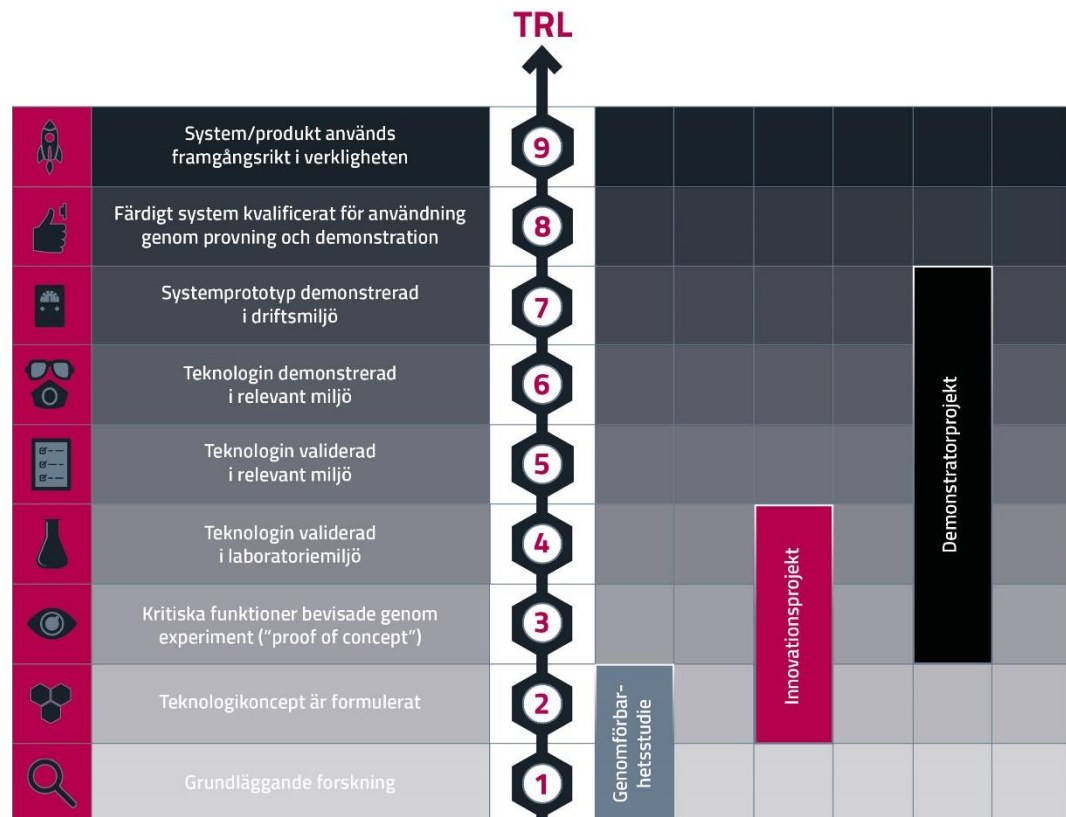 TRL
System/produkt används
framgångsrikt i verkligheten
9
Färdigt system kvalificerat för användning
genom provning och demonstration
8
Systemprototyp demonstrerad
i driftsmiljö
7
Teknologin demonstrerad
i relevant miljö
6
Teknologin validerad
i relevant miljö
5
Teknologin validerad
i laboratoriemiljö
4
Kritiska funktioner bevisade genom
experiment (”proof of concept”)
3
Teknologikoncept är formulerat
2
Grundläggande forskning
1
Genomförbar-
hetsstudie
Innovationsprojekt
Demonstratorprojekt